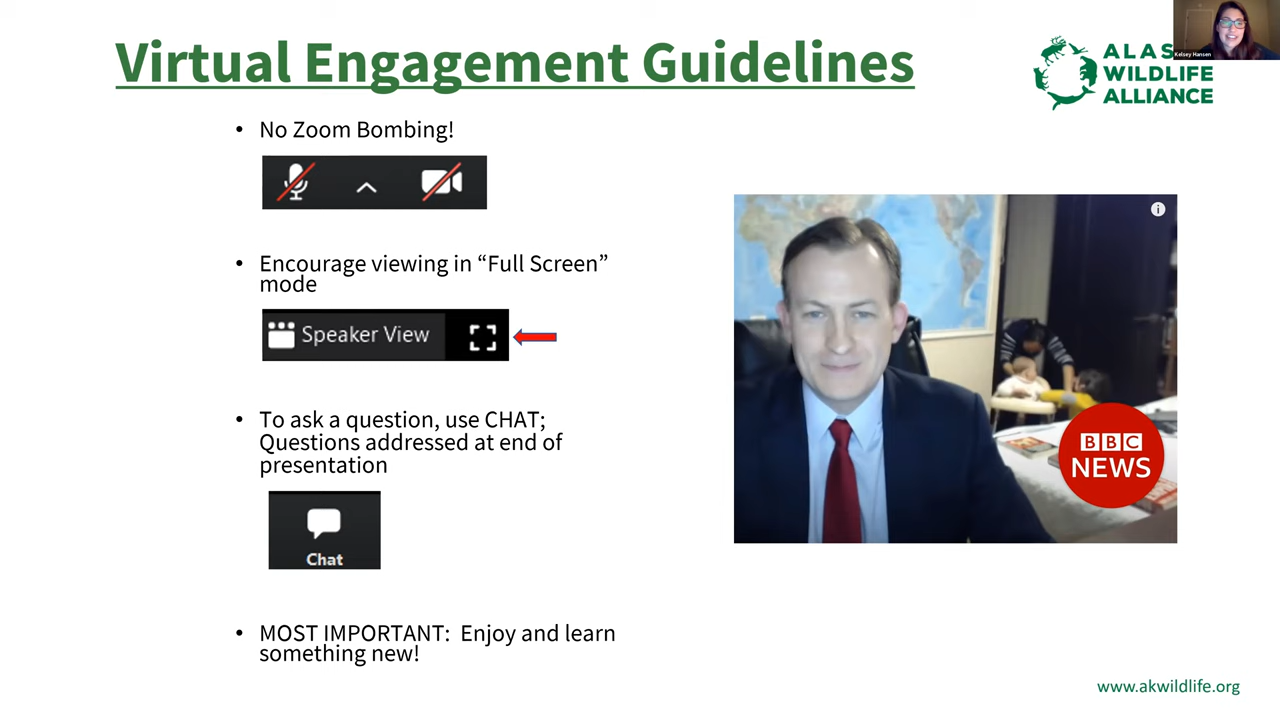 Virtual Engagement Guidelines
ALAS
WILDLIFE
ALLIANCE
Kelsey Hansen
• No Zoom Bombing!
• Encourage viewing in “Full Screen”
mode
Speaker View
• To ask a question, use CHAT;
Questions addressed at end of
presentation
Chat
BBC
NEWS
• MOST IMPORTANT:  Enjoy and learn
something new!
www.akwildlife.org